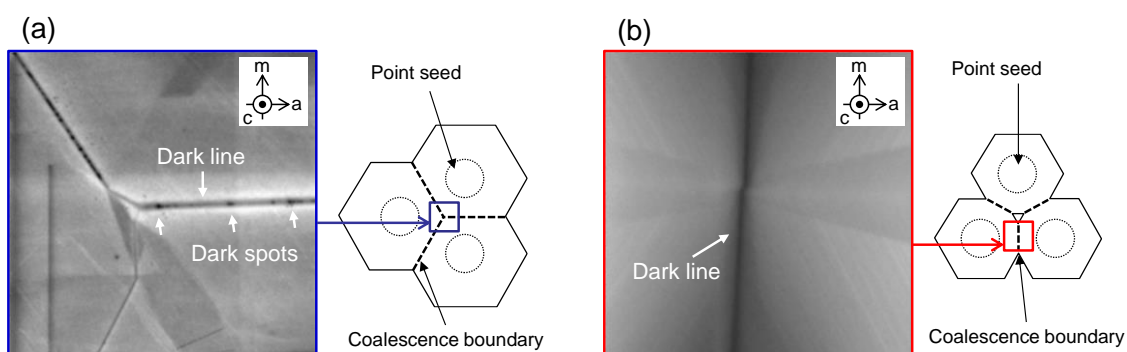 (a)
m
a
c
Dark line
Dark spots
Point seed
Coalescence boundary
(b)
m
a
c
Dark line
Point seed
Coalescence boundary